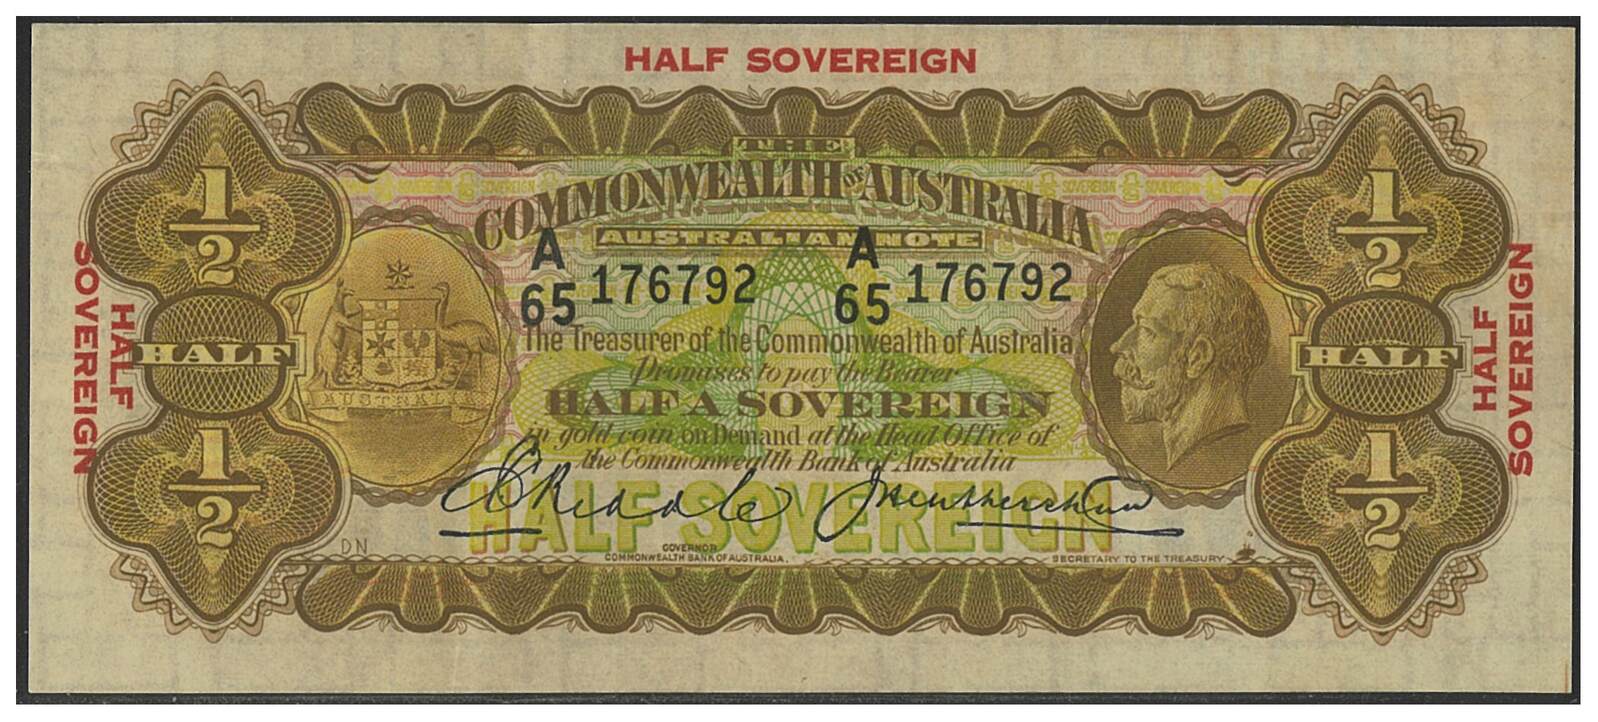 HALF SOVEREIGN
THE
COMMONWEALTH OF AUSTRALIA
AUSTRALIAN NOTE
A
65 176792
A
65 176792
The Treasurer of the Commonwealth of Australia
Promises to pay the Bearer
HALF A SOVEREIGN
in gold coin on Demand at the Head Office of
the Commonwealth Bank of Australia
HALF SOVEREIGN
E C Riddle
J Heathershaw
GOVERNOR
COMMONWEALTH BANK OF AUSTRALIA.
SECRETARY TO THE TREASURY
DN
1/2
HALF
1/2
AUSTRALIA
HALF
SOVEREIGN
1/2
HALF
1/2
HALF
SOVEREIGN